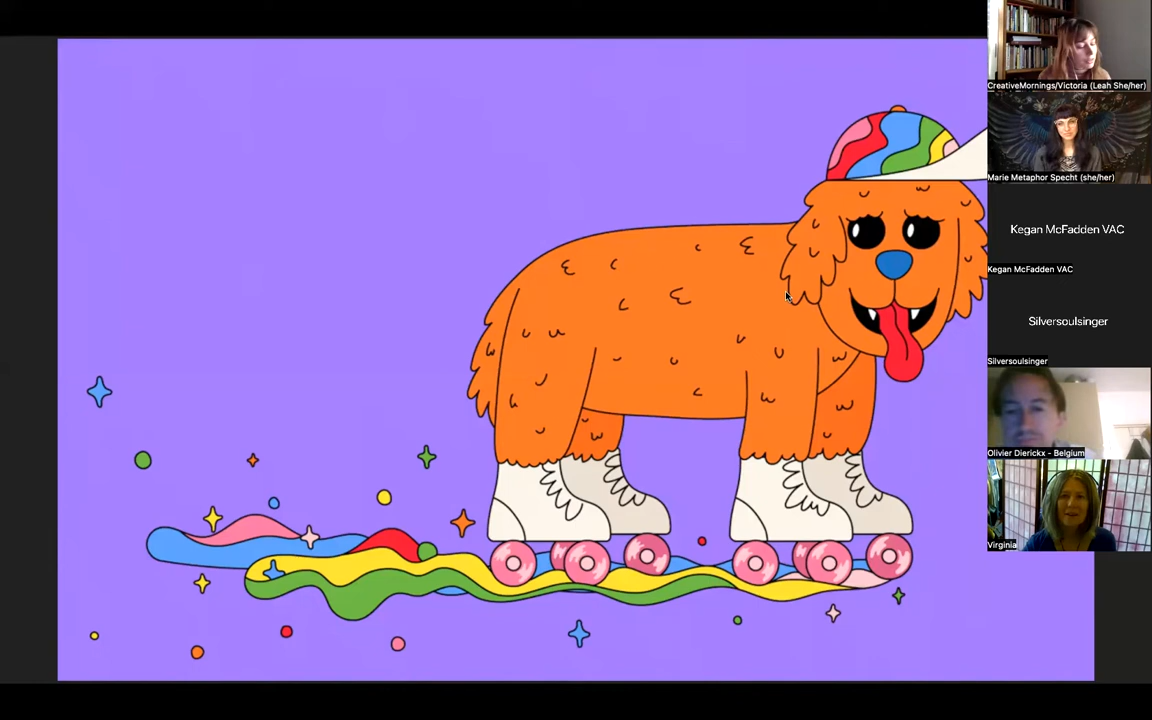 CreativeMornings/Victoria (Leah She/her)
Marie Metaphor Specht (she/her)
Kegan McFadden VAC
Kegan McFadden VAC
Silversoulsinger
Silversoulsinger
Olivier Dierickx - Belgium
Virginia